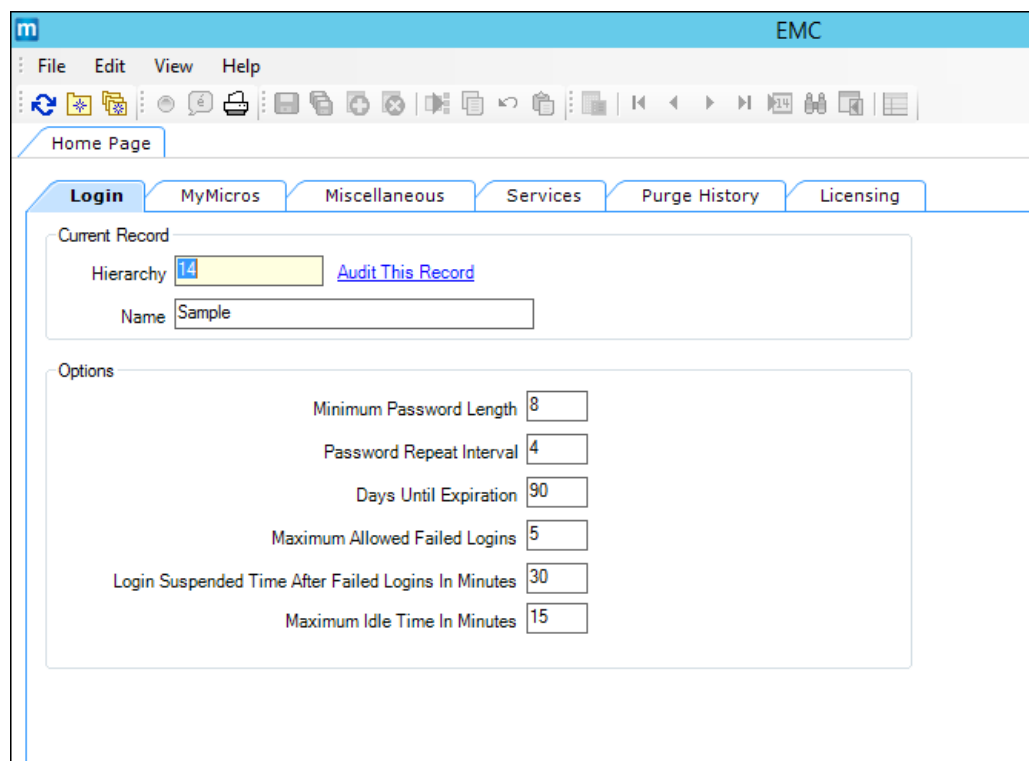 m EMC
File Edit View Help
é 14
Home Page
Login MyMicros Miscellaneous Services Purge History Licensing
Current Record
Hierarchy 14 Audit This Record
Name Sample
Options
Minimum Password Length 8
Password Repeat Interval 4
Days Until Expiration 90
Maximum Allowed Failed Logins 5
Login Suspended Time After Failed Logins In Minutes 30
Maximum Idle Time In Minutes 15